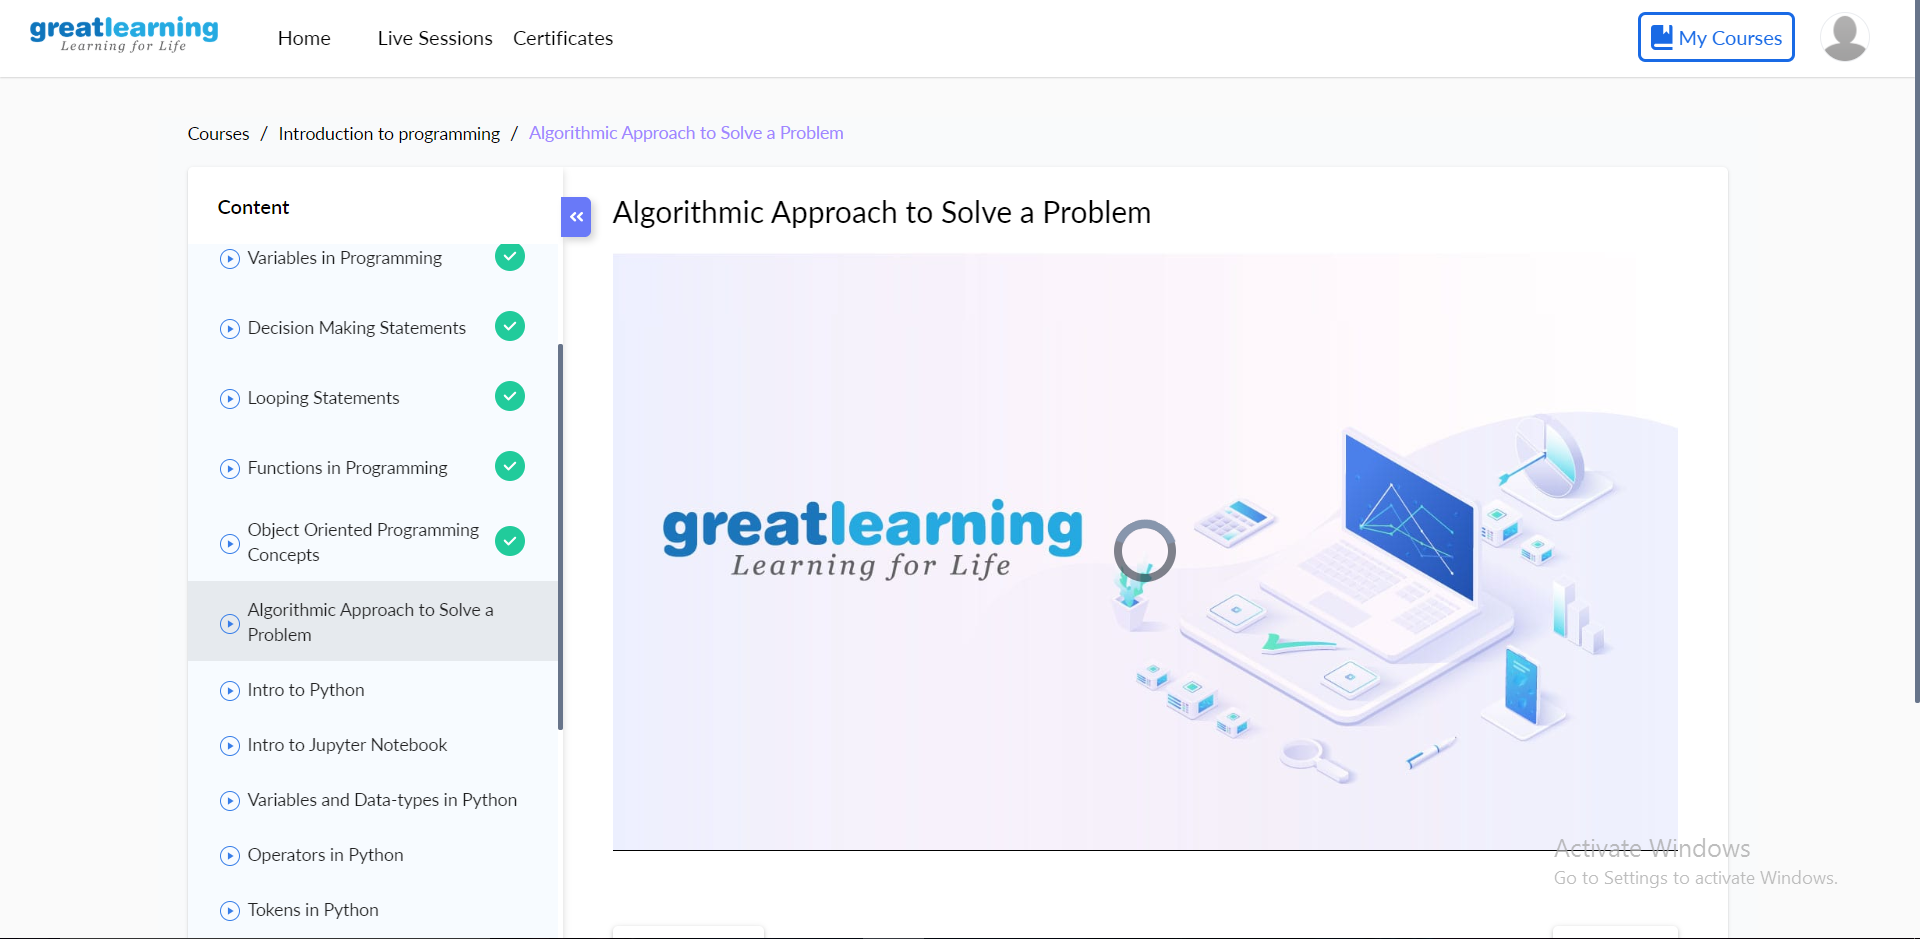 greatlearning
Learning for Life
Home
Live Sessions
Certificates
My Courses
Courses / Introduction to programming / Algorithmic Approach to Solve a Problem
Content
«
Variables in Programming
Decision Making Statements
Looping Statements
Functions in Programming
Object Oriented Programming
Concepts
Algorithmic Approach to Solve a
Problem
Intro to Python
Intro to Jupyter Notebook
Variables and Data-types in Python
Operators in Python
Tokens in Python
Algorithmic Approach to Solve a Problem
greatlearning
Learning for Life
Activate Windows
Go to Settings to activate Windows.